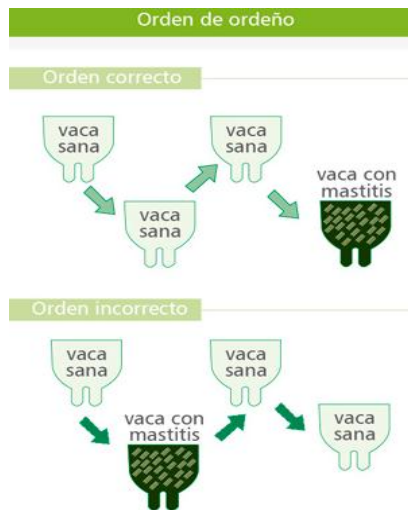 Orden de ordeño
Orden correcto
vaca
sana
vaca
sana
vaca
sana
vaca con
mastitis
Orden incorrecto
vaca
sana
vaca con
mastitis
vaca
sana
vaca
sana